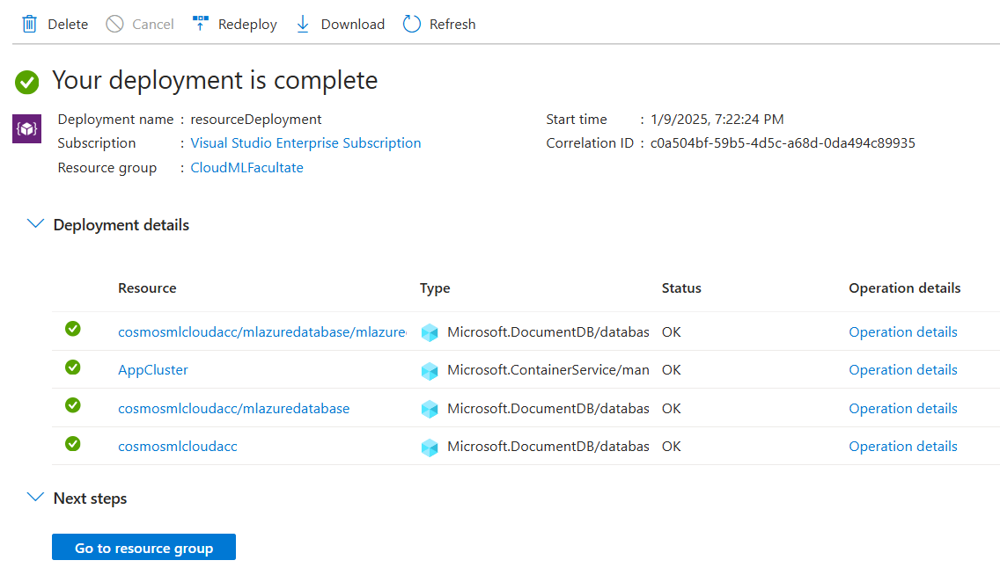 Delete Cancel Redeploy Download Refresh
Your deployment is complete
Deployment name : resourceDeployment Start time : 1/9/2025, 7:22:24 PM
Subscription : Visual Studio Enterprise Subscription Correlation ID : c0a504bf-59b5-4d5c-a68d-0da494c89935
Resource group : CloudMLFacultate
Deployment details
Resource Type Status Operation details
cosmosmlcloudacc/mlazuredatabase/mlazure Microsoft.DocumentDB/databas OK Operation details
AppCluster Microsoft.ContainerService/man OK Operation details
cosmosmlcloudacc/mlazuredatabase Microsoft.DocumentDB/databas OK Operation details
cosmosmlcloudacc Microsoft.DocumentDB/databas OK Operation details
Next steps
Go to resource group